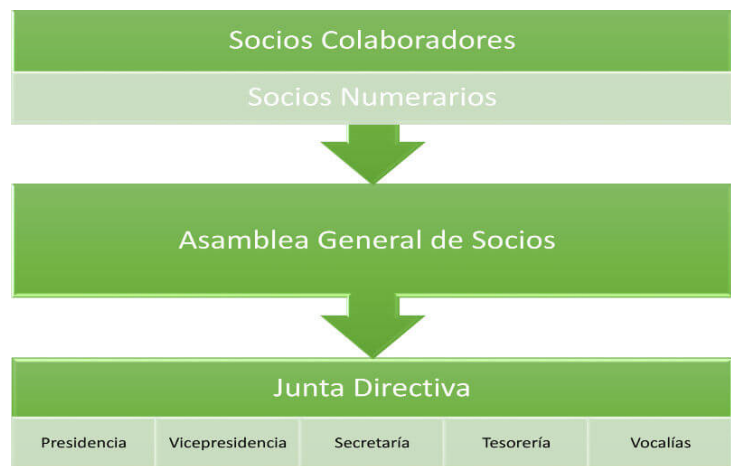 Socios Colaboradores
Socios Numerarios
Asamblea General de Socios
Junta Directiva
Presidencia
Vicepresidencia
Secretaría
Tesorería
Vocalías